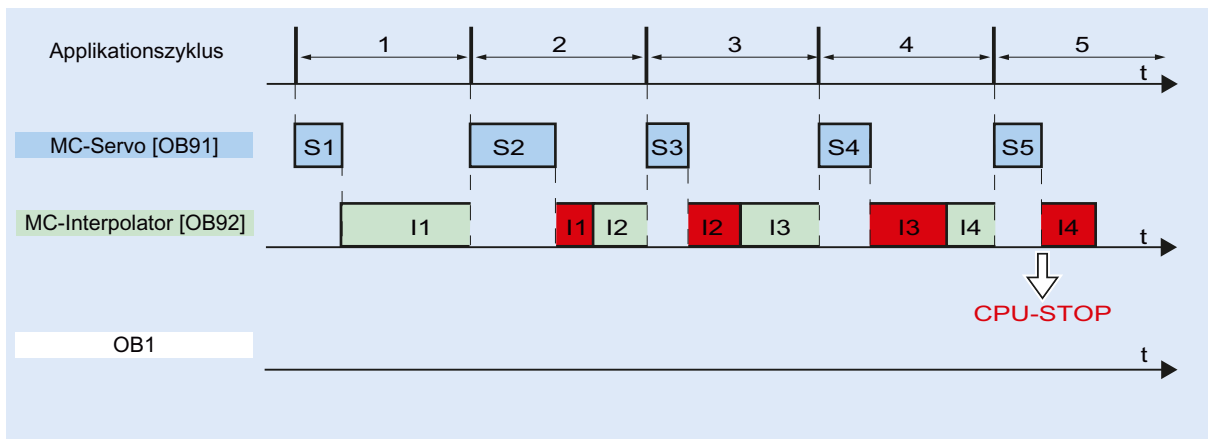 Applikationszyklus 1 2 3 4 5
t
MC-Servo [OB91] S1 S2 S3 S4 S5
MC-Interpolator [OB92] I1 I1 I2 I2 I3 I3 I4 I4 t
CPU-STOP
OB1 t